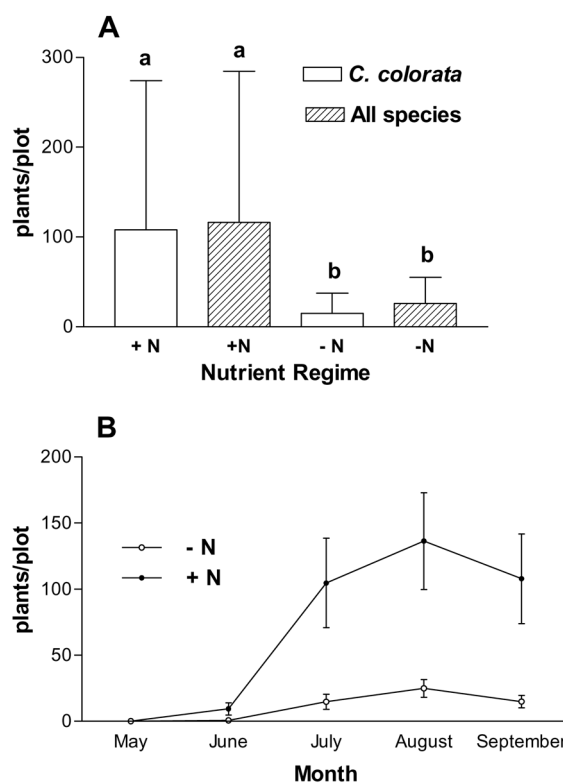 A
a a
300
C. colorata
All species
200
plants/plot
100
b b
0
+ N +N - N -N
Nutrient Regime
B
200
- N
+ N
150
plants/plot
100
50
0
May June July August September
Month